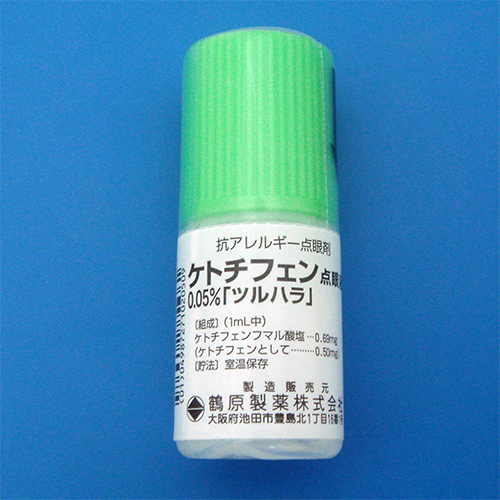 抗アレルギー点眼剤
ケトチフェン点眼
0.05%「ツルハラ」
〔組成〕(1mL中)
ケトチフェンフマル酸塩…0.69mg
(ケトチフェンとして………0.50mg)
〔貯法〕室温保存
製造販売元
鶴原製薬株式会社
大阪府池田市豊島北1丁目16番1号